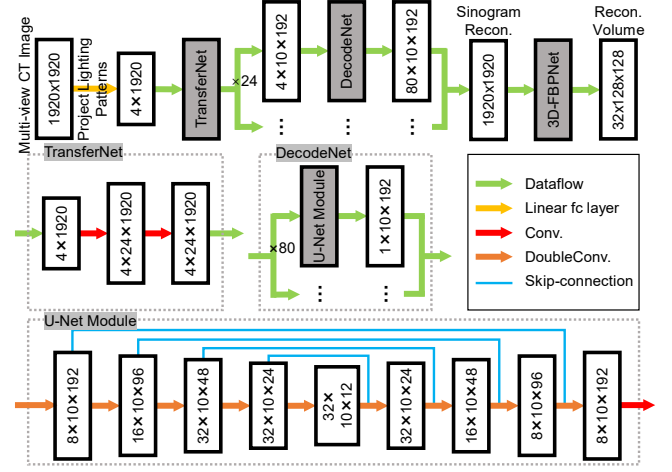 Multi-view CT Image
1920×1920
Project Lighting
Patterns
4×1920
TransferNet
×24
4×10×192
...
DecodeNet
80×10×192
...
Sinogram
Recon.
1920x1920
3D-FBPNet
Recon.
Volume
32x128x128
TransferNet
4×1920
4×24×1920
4×24×1920
DecodeNet
×80
U-Net Module
...
1×10×192
...
Dataflow
Linear fc layer
Conv.
DoubleConv.
Skip-connection
U-Net Module
8×10×192
16×10×96
32×10×48
32×10×24
32×
10×12
32×10×24
16×10×48
8×10×96
8×10×192